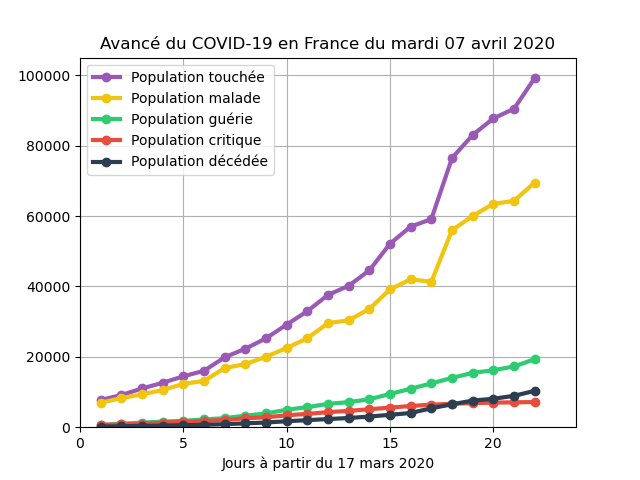 Avancé du COVID-19 en France du mardi 07 avril 2020
100000
80000
60000
40000
20000
0
Population touchée
Population malade
Population guérie
Population critique
Population décédée
0 5 10 15 20
Jours à partir du 17 mars 2020